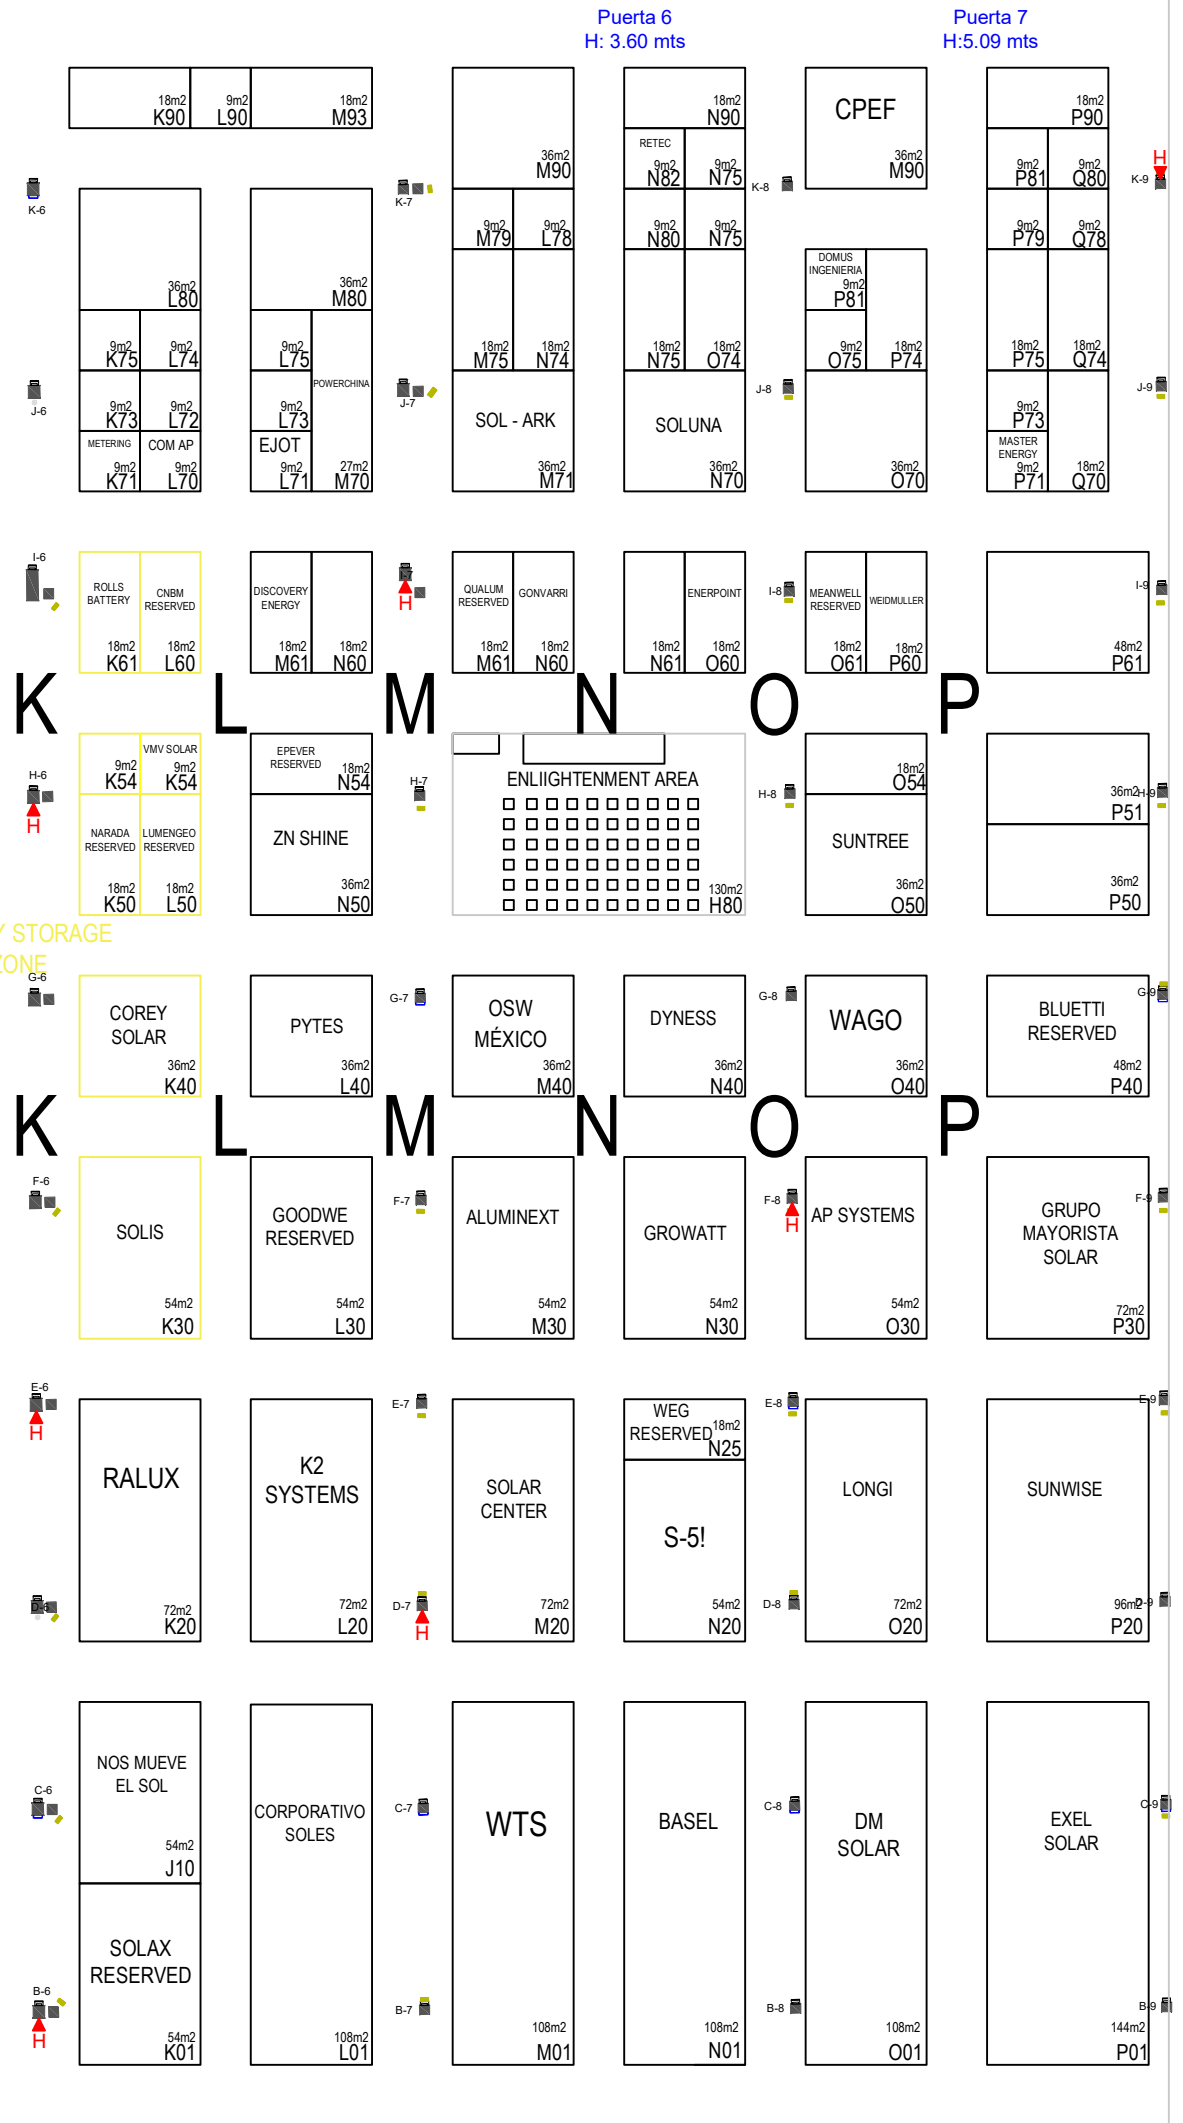 Puerta 6
H: 3.60 mts
Puerta 7
H:5.09 mts
18m2
K90
9m2
L90
18m2
M93
36m2
M90
18m2
N90
CPEF
36m2
M90
18m2
P90
RETEC
9m2
N82
9m2
N75
9m2
P81
9m2
Q80
H
K-6
K-7
K-8
K-9
36m2
L80
36m2
M80
9m2
M79
9m2
L78
9m2
N80
9m2
N75
9m2
P79
9m2
Q78
DOMUS
INGENIERIA
9m2
P81
9m2
K75
9m2
L74
9m2
L75
18m2
M75
18m2
N74
18m2
N75
18m2
O74
9m2
O75
18m2
P74
18m2
P75
18m2
Q74
J-6
J-7
J-8
J-9
9m2
K73
9m2
L72
9m2
L73
POWERCHINA
27m2
M70
SOL - ARK
36m2
M71
SOLUNA
36m2
N70
36m2
O70
9m2
P73
METERING
9m2
K71
COM AP
9m2
L70
EJOT
9m2
L71
MASTER
ENERGY
9m2
P71
18m2
Q70
I-6
I-7
H
I-8
I-9
ROLLS
BATTERY
18m2
K61
CNBM
RESERVED
18m2
L60
DISCOVERY
ENERGY
18m2
M61
18m2
N60
QUALUM
RESERVED
18m2
M61
GONVARRI
18m2
N60
18m2
N61
ENERPOINT
18m2
O60
MEANWELL
RESERVED
18m2
O61
WEIDMULLER
18m2
P60
48m2
P61
K L M N O P
9m2
K54
VMV SOLAR
9m2
K54
EPEVER
RESERVED
18m2
N54
ENLIIGHTENMENT AREA
130m2
H80
18m2
O54
36m2
P51
H-6
H
H-7
H-8
H-9
NARADA
RESERVED
18m2
K50
LUMENGEO
RESERVED
18m2
L50
ZN SHINE
36m2
N50
SUNTREE
36m2
O50
36m2
P50
Y STORAGE
ZONE
G-6
G-7
G-8
G-9
COREY
SOLAR
36m2
K40
PYTES
36m2
L40
OSW
MÉXICO
36m2
M40
DYNESS
36m2
N40
WAGO
36m2
O40
BLUETTI
RESERVED
48m2
P40
K L M N O P
F-6
F-7
F-8
H
F-9
SOLIS
54m2
K30
GOODWE
RESERVED
54m2
L30
ALUMINEXT
54m2
M30
GROWATT
54m2
N30
AP SYSTEMS
54m2
O30
GRUPO
MAYORISTA
SOLAR
72m2
P30
E-6
H
E-7
E-8
E-9
RALUX
72m2
K20
K2
SYSTEMS
72m2
L20
SOLAR
CENTER
72m2
M20
WEG
RESERVED
18m2
N25
S-5!
54m2
N20
LONGI
72m2
O20
SUNWISE
96m2
P20
D-6
D-7
H
D-8
D-9
NOS MUEVE
EL SOL
54m2
J10
CORPORATIVO
SOLES
108m2
L01
WTS
108m2
M01
BASEL
108m2
N01
DM
SOLAR
108m2
O01
EXEL
SOLAR
144m2
P01
C-6
C-7
C-8
C-9
SOLAX
RESERVED
54m2
K01
B-6
H
B-7
B-8
B-9